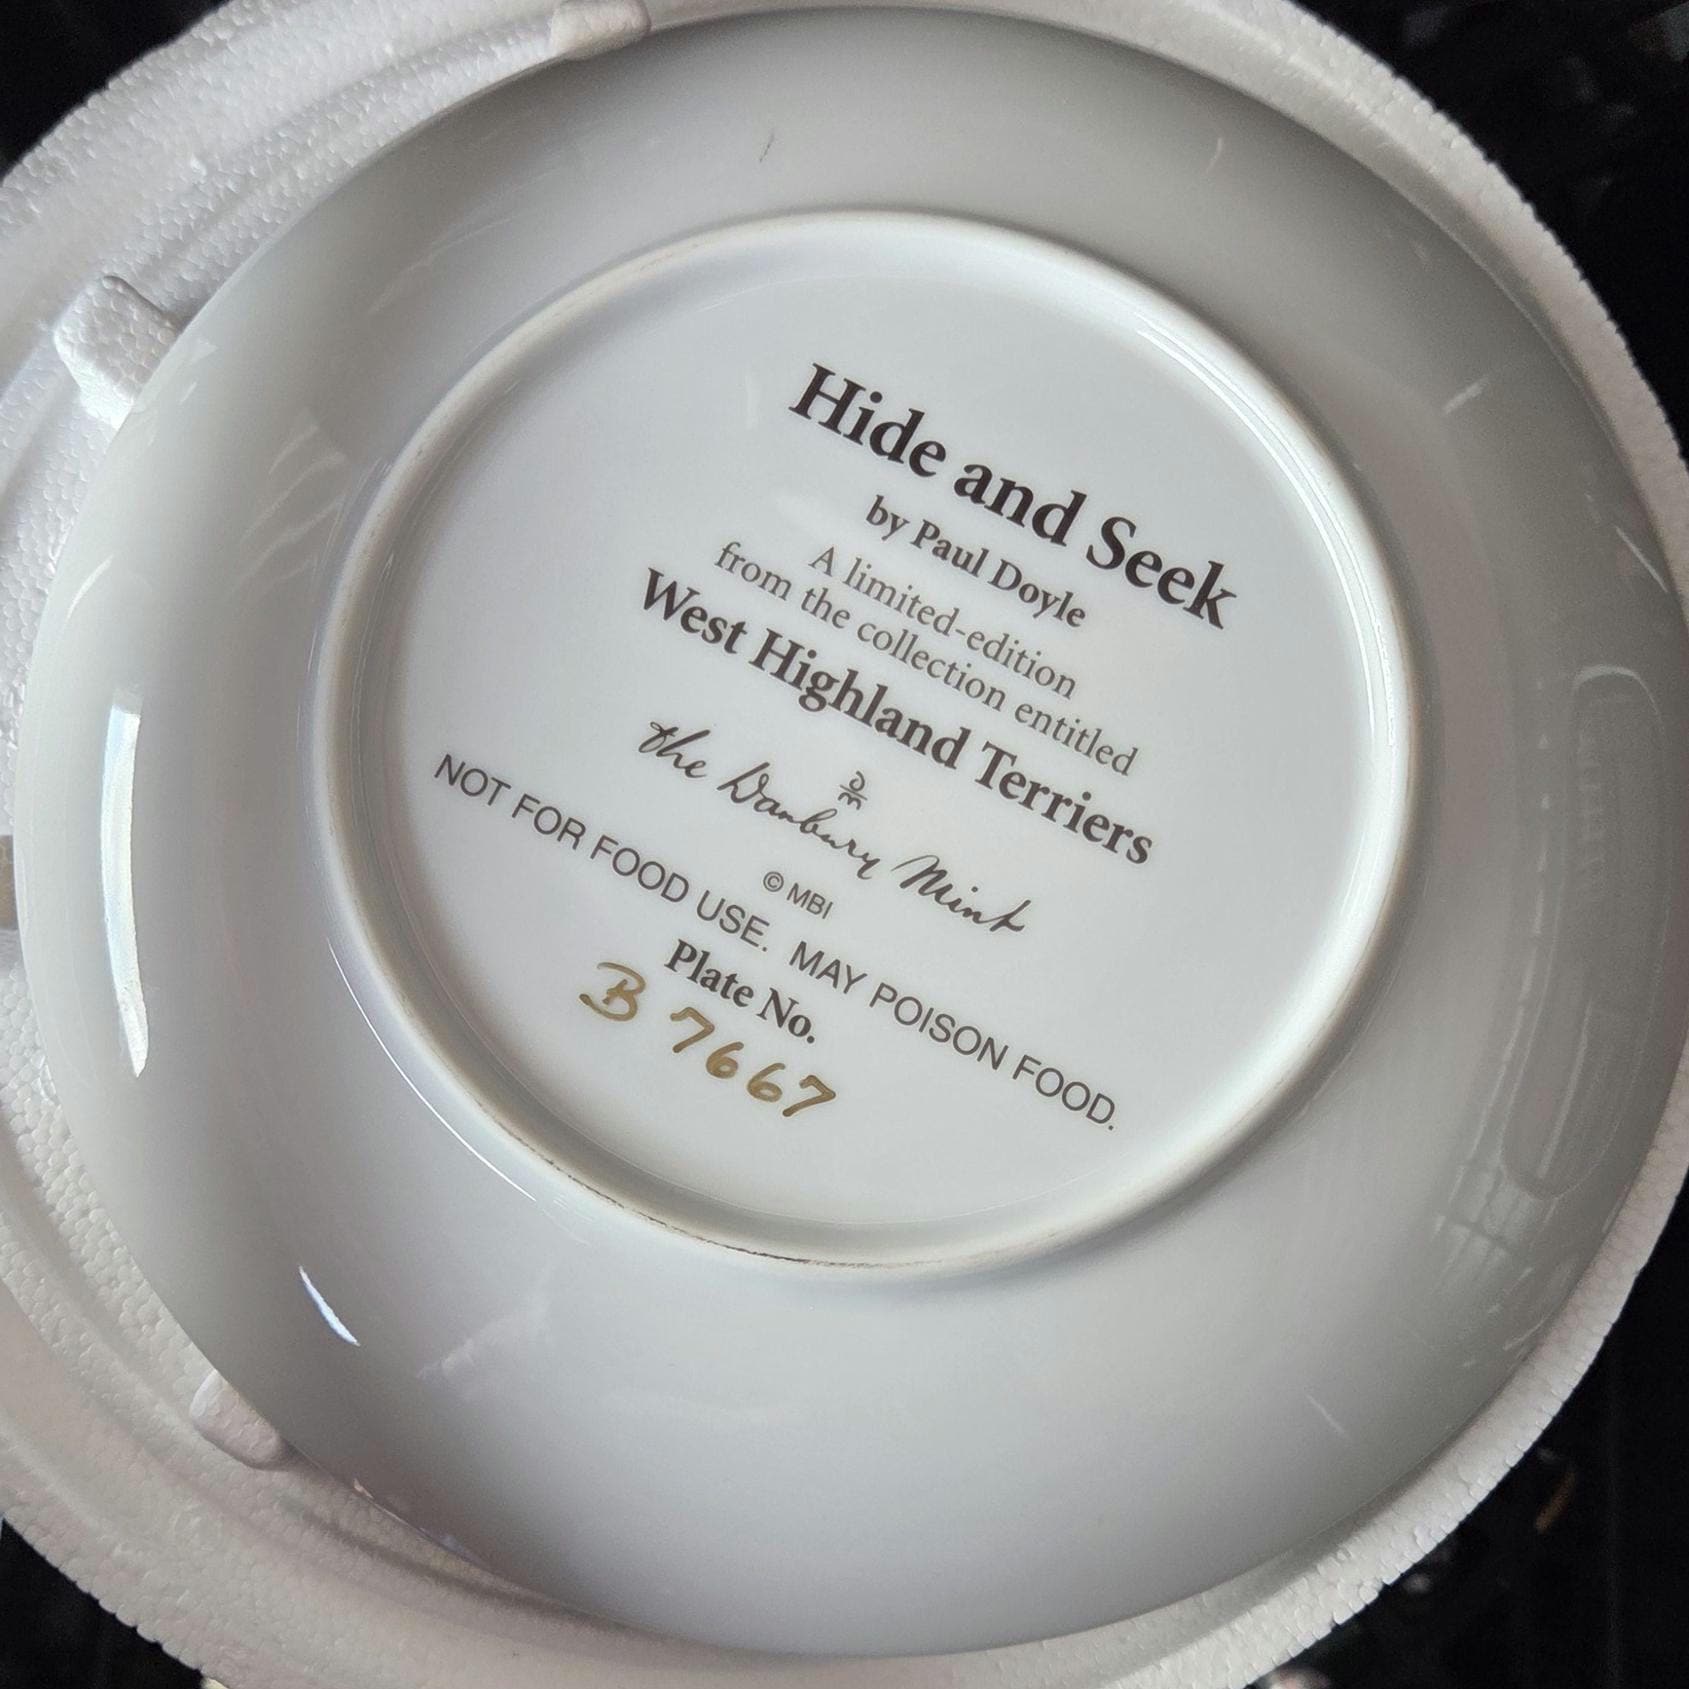 Hide and Seek
by Paul Doyle
A limited-edition
from the collection entitled
West Highland Terriers
the Danbury Mint
© MBI
NOT FOR FOOD USE. MAY POISON FOOD.
Plate No.
B 7667